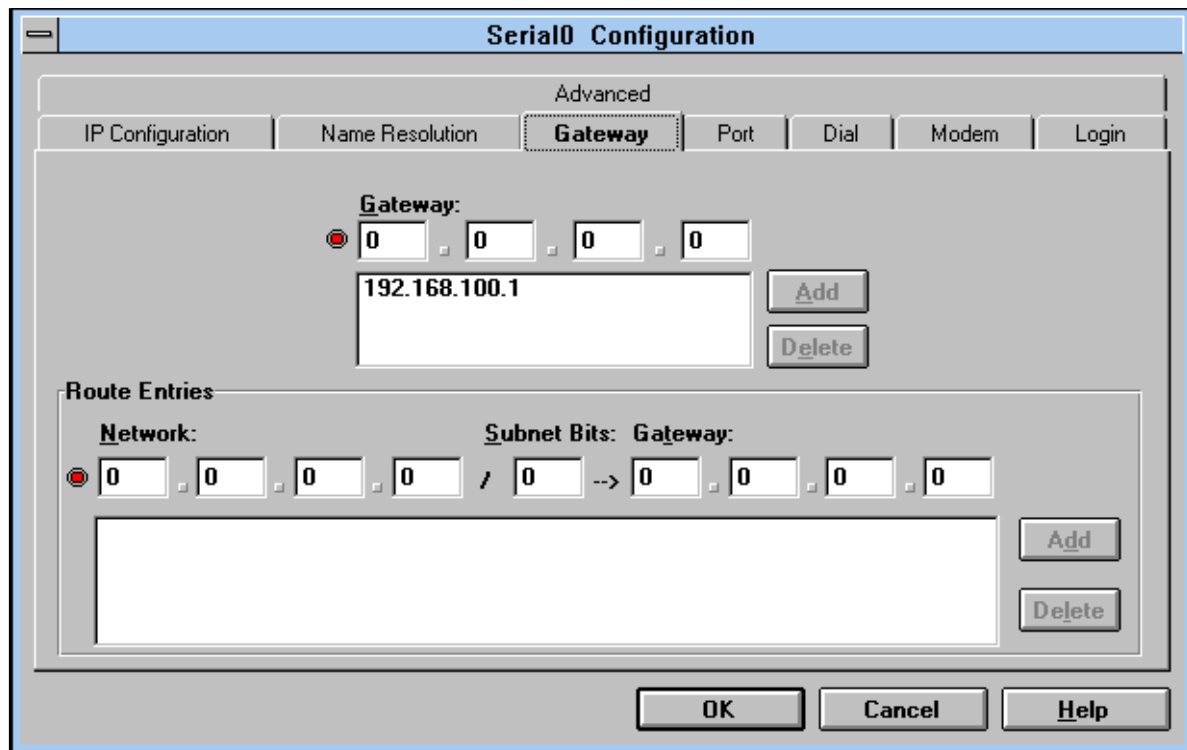 Serial0 Configuration
Advanced
IP Configuration Name Resolution Gateway Port Dial Modem Login
Gateway:
0 . 0 . 0 . 0
192.168.100.1
Add
Delete
Route Entries
Network: Subnet Bits: Gateway:
0 . 0 . 0 . 0 / 0 --> 0 . 0 . 0 . 0
Add
Delete
OK Cancel Help